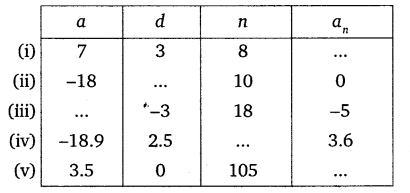 a d n aₙ
(i) 7 3 8 ...
(ii) –18 ... 10 0
(iii) ... –3 18 –5
(iv) –18.9 2.5 ... 3.6
(v) 3.5 0 105 ...